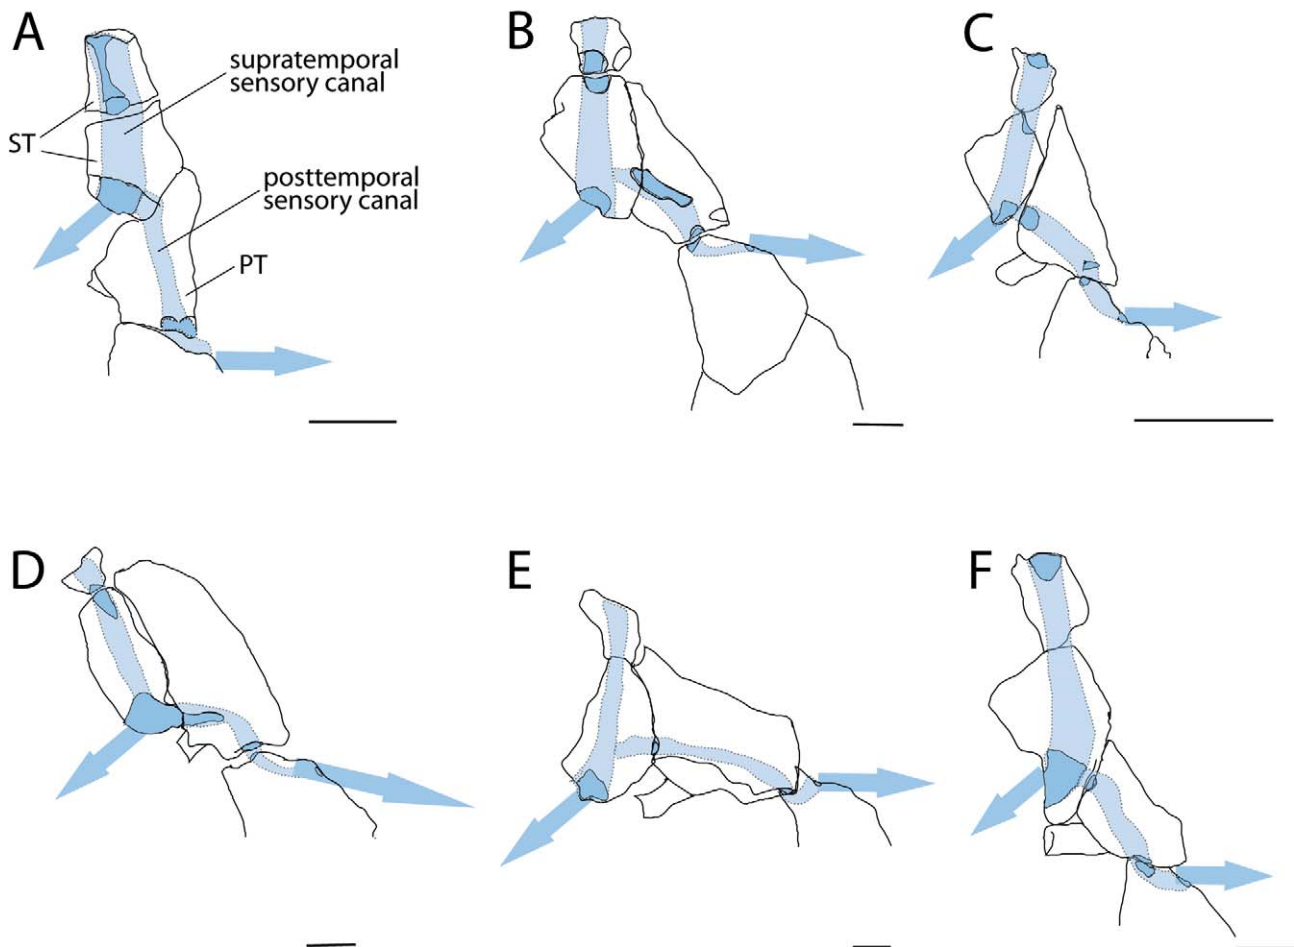 A
B
C
supratemporal
sensory canal
ST
posttemporal
sensory canal
PT
D
E
F